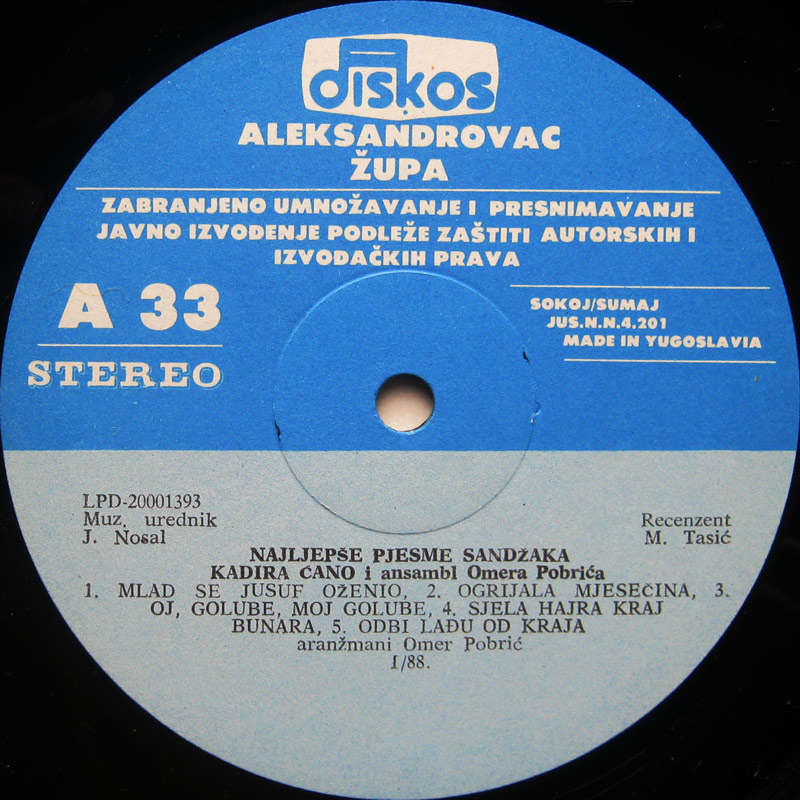 DISKOS
ALEKSANDROVAC
ŽUPA
ZABRANJENO UMNOŽAVANJE I PRESNIMAVANJE
JAVNO IZVOĐENJE PODLEŽE ZAŠTITI AUTORSKIH I
IZVOĐAČKIH PRAVA
A 33
STEREO
SOKOJ/SUMAJ
JUS.N.N.4.201
MADE IN YUGOSLAVIA
LPD-20001393
Muz. urednik
J. Nosal
Recenzent
M. Tasić
NAJLJEPŠE PJESME SANDŽAKA
KADIRA ĆANO i ansambl Omera Pobrića
1. MLAD SE JUSUF OŽENIO, 2. OGRIJALA MJESEČINA, 3.
OJ, GOLUBE, MOJ GOLUBE, 4. SJELA HAJRA KRAJ
BUNARA, 5. ODBI LAĐU OD KRAJA
aranžmani Omer Pobrić
I/88.